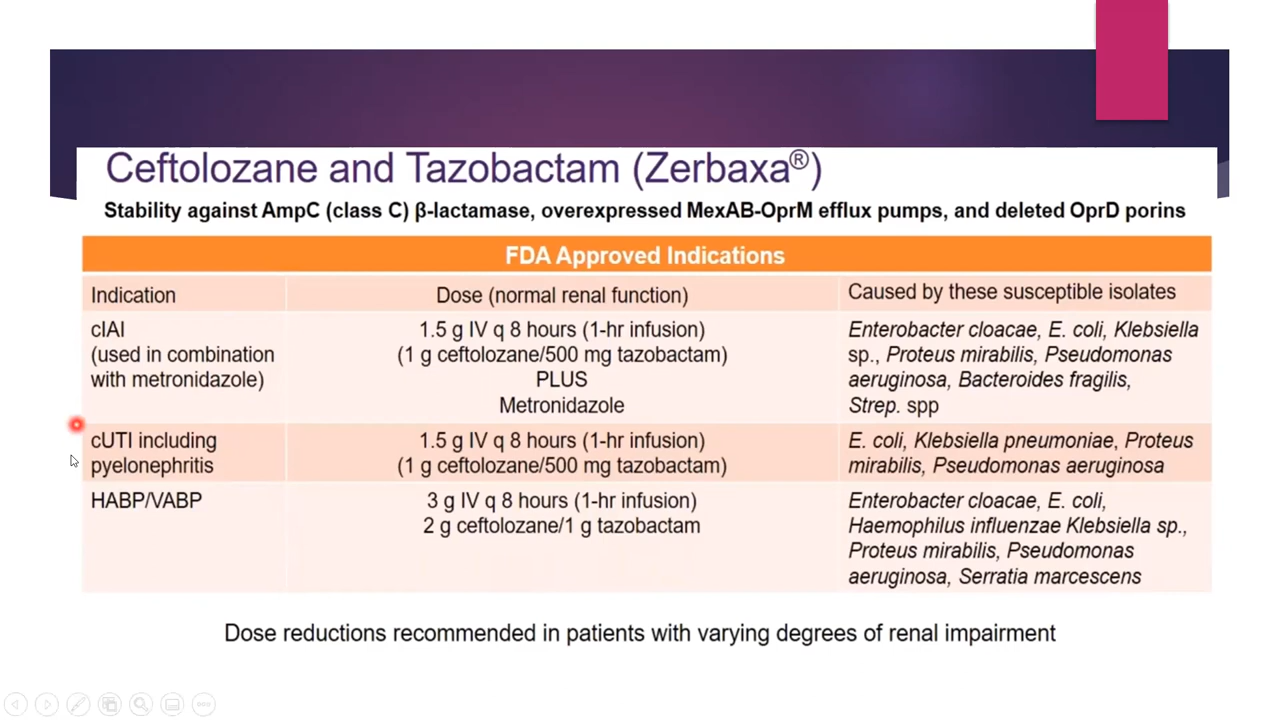 Ceftolozane and Tazobactam (Zerbaxa®)
Stability against AmpC (class C) β-lactamase, overexpressed MexAB-OprM efflux pumps, and deleted OprD porins
FDA Approved Indications
Indication
Dose (normal renal function)
Caused by these susceptible isolates
cIAI
(used in combination
with metronidazole)
1.5 g IV q 8 hours (1-hr infusion)
(1 g ceftolozane/500 mg tazobactam)
PLUS
Metronidazole
Enterobacter cloacae, E. coli, Klebsiella
sp., Proteus mirabilis, Pseudomonas
aeruginosa, Bacteroides fragilis,
Strep. spp
cUTI including
pyelonephritis
1.5 g IV q 8 hours (1-hr infusion)
(1 g ceftolozane/500 mg tazobactam)
E. coli, Klebsiella pneumoniae, Proteus
mirabilis, Pseudomonas aeruginosa
HABP/VABP
3 g IV q 8 hours (1-hr infusion)
2 g ceftolozane/1 g tazobactam
Enterobacter cloacae, E. coli,
Haemophilus influenzae Klebsiella sp.,
Proteus mirabilis, Pseudomonas
aeruginosa, Serratia marcescens
Dose reductions recommended in patients with varying degrees of renal impairment